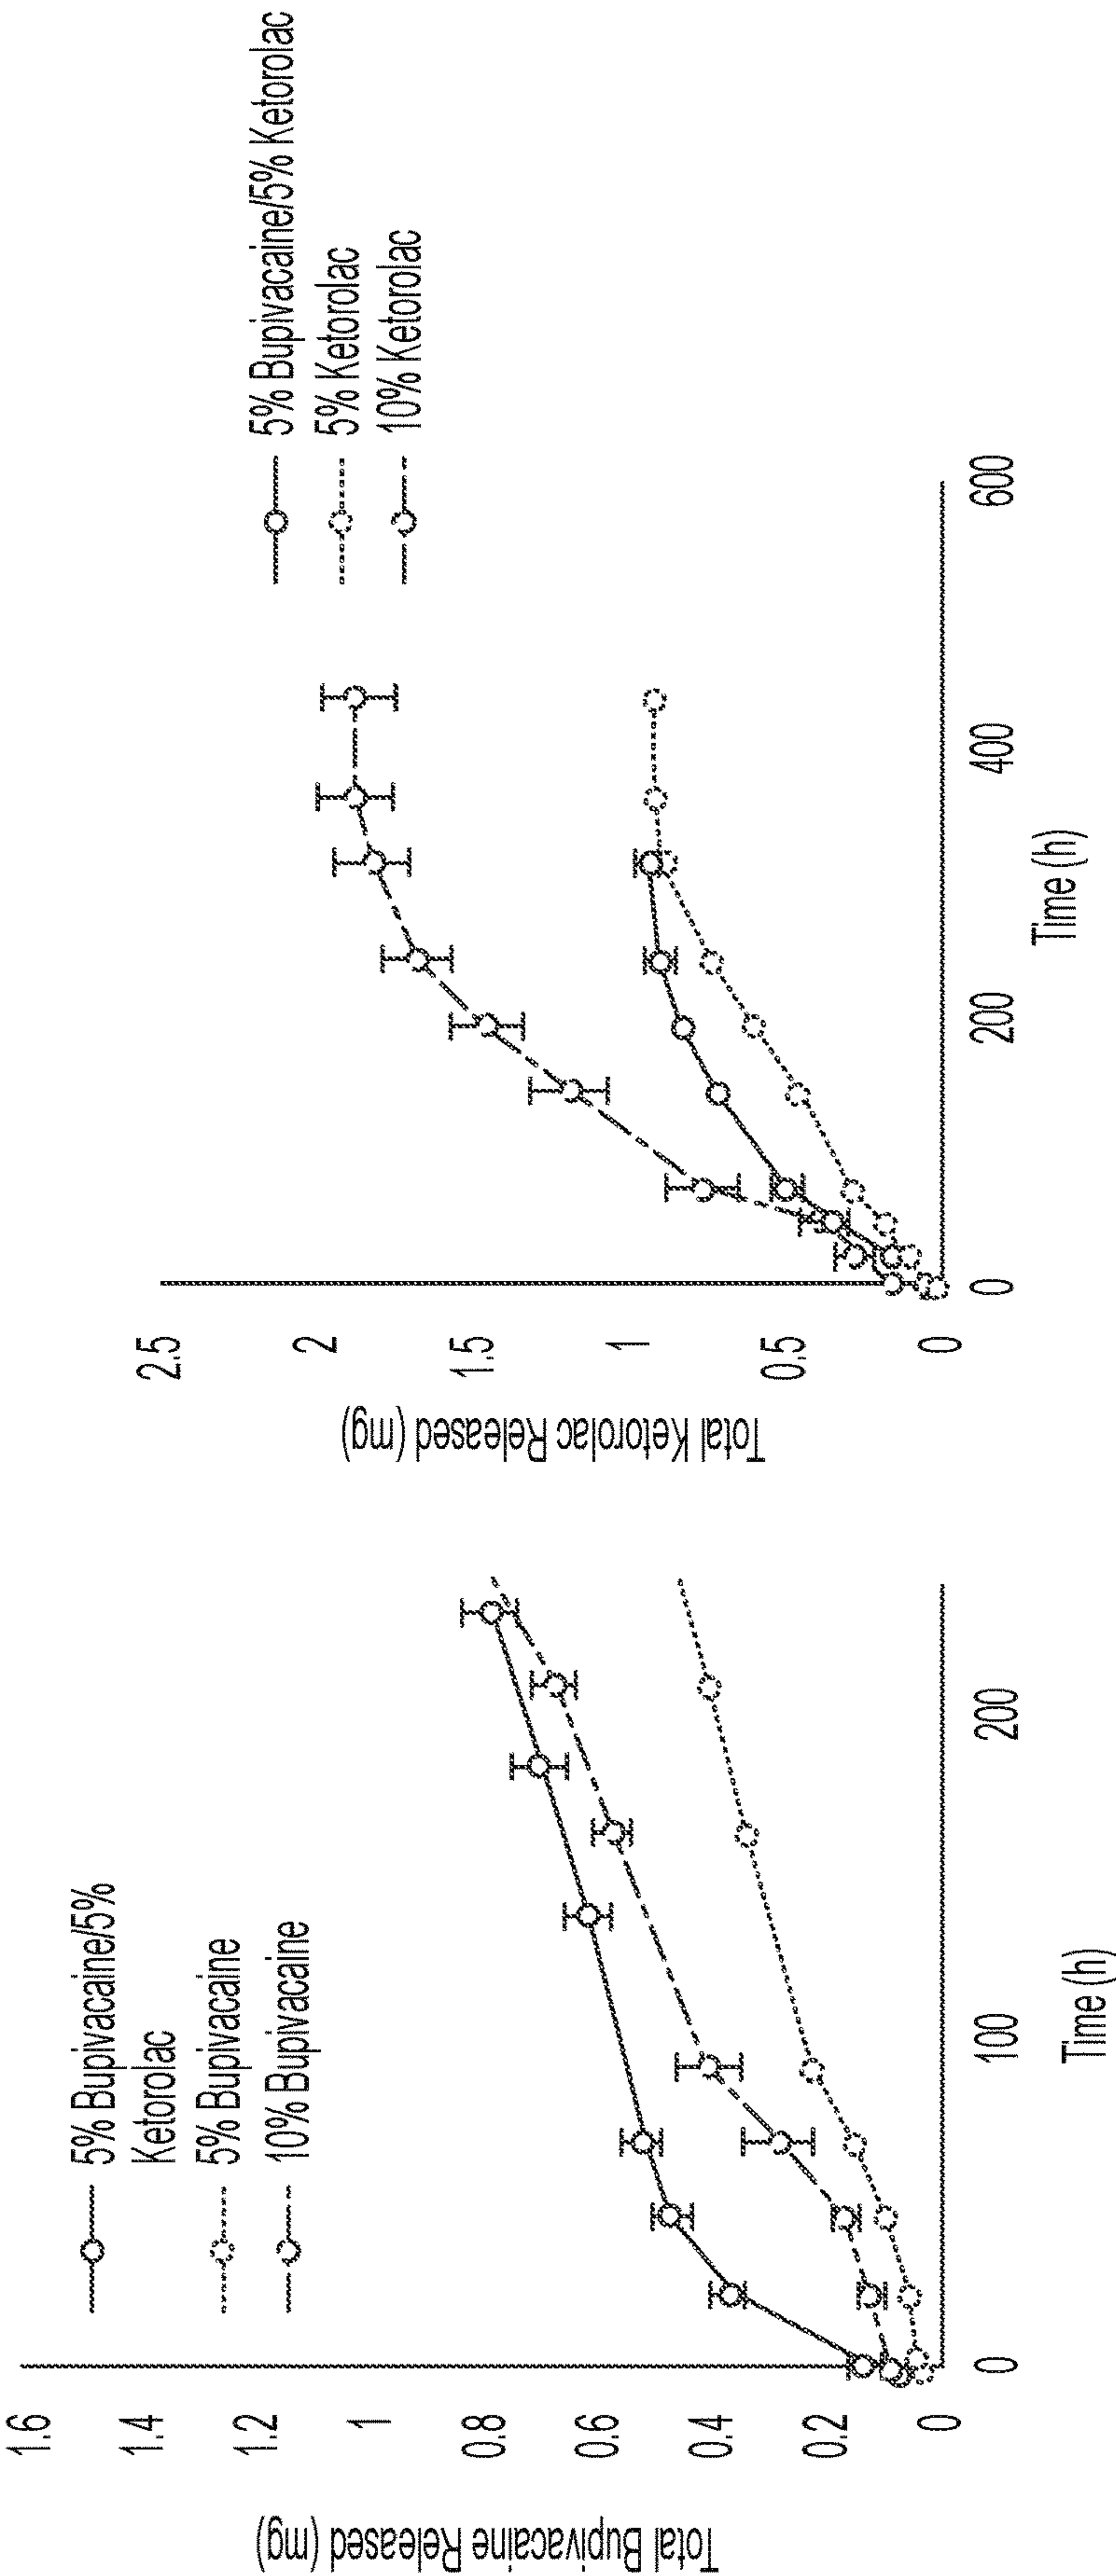 Total Bupivacaine Released (mg)
1.6
1.4
1.2
1
0.8
0.6
0.4
0.2
0
5% Bupivacaine/5%
Ketorolac
5% Bupivacaine
10% Bupivacaine
0
100
200
Time (h)
Total Ketorolac Released (mg)
2.5
2
1.5
1
0.5
0
5% Bupivacaine/5% Ketorolac
5% Ketorolac
10% Ketorolac
0
200
400
600
Time (h)